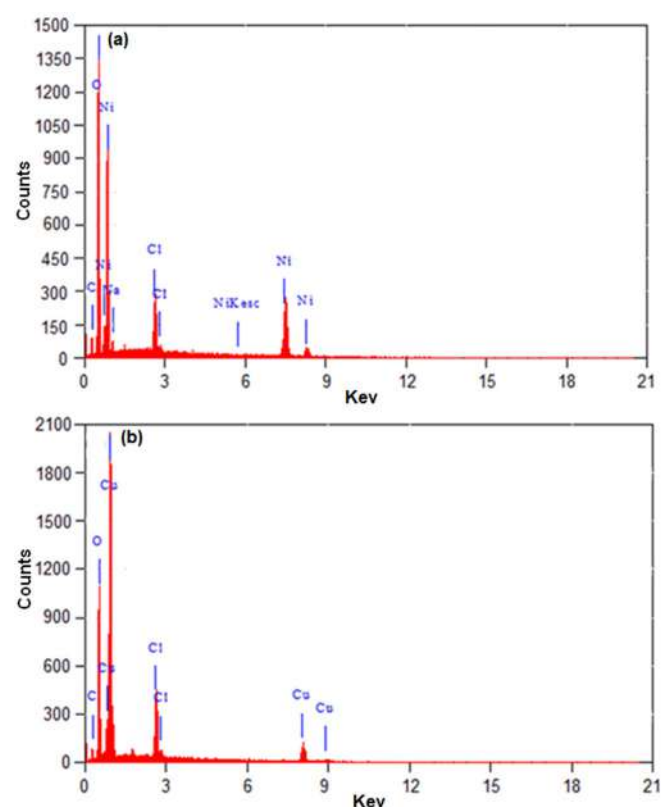 (a)
1500
1350
1200
1050
900
750
600
450
300
150
0
Counts
O
Ni
Ni
C
Na
Cl
Cl
NiKesc
Ni
Ni
0 3 6 9 12 15 18 21
Kev
(b)
2100
1800
1500
1200
900
600
300
0
Counts
Cu
O
Cu
C
Cl
Cl
Cu
Cu
0 3 6 9 12 15 18 21
Kev